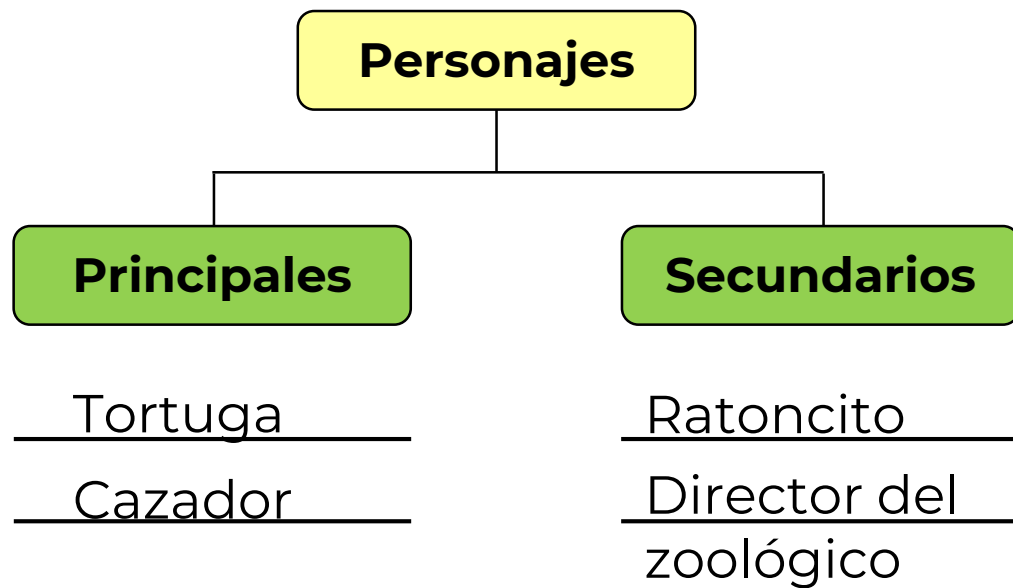 Personajes
Principales
Secundarios
Tortuga
Cazador
Ratoncito
Director del
zoológico